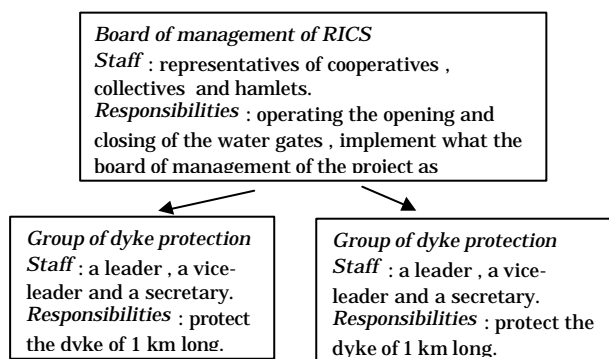 Board of management of RICS
Staff : representatives of cooperatives ,
collectives and hamlets.
Responsibilities : operating the opening and
closing of the water gates , implement what the
board of management of the project as
Group of dyke protection
Staff : a leader , a vice-
leader and a secretary.
Responsibilities : protect
the dyke of 1 km long.
Group of dyke protection
Staff : a leader , a vice-
leader and a secretary.
Responsibilities : protect the
dyke of 1 km long.